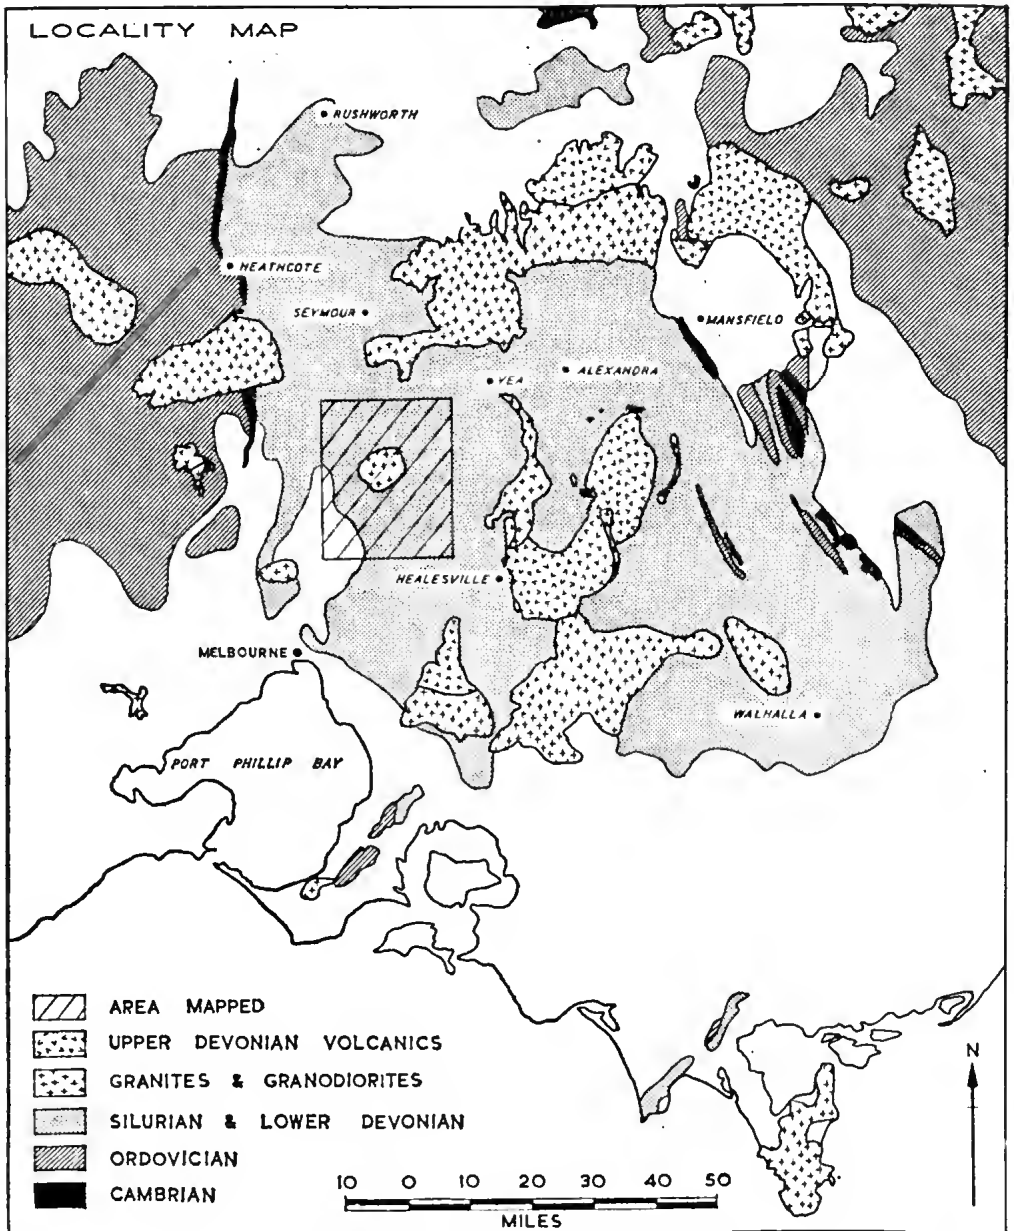 LOCALITY MAP
RUSHWORTH
HEATHCOTE
SEYMOUR
MANSFIELD
YEA
ALEXANDRA
HEALESVILLE
MELBOURNE
WALHALLA
PORT PHILLIP BAY
AREA MAPPED
UPPER DEVONIAN VOLCANICS
GRANITES & GRANODIORITES
SILURIAN & LOWER DEVONIAN
ORDOVICIAN
CAMBRIAN
N
10 0 10 20 30 40 50
MILES